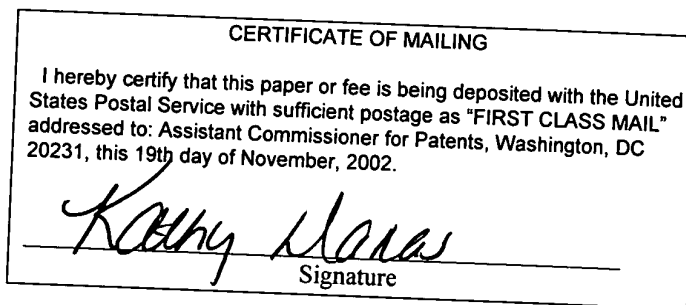 CERTIFICATE OF MAILING
I hereby certify that this paper or fee is being deposited with the United
States Postal Service with sufficient postage as "FIRST CLASS MAIL"
addressed to: Assistant Commissioner for Patents, Washington, DC
20231, this 19th day of November, 2002.
Kathy
Signature